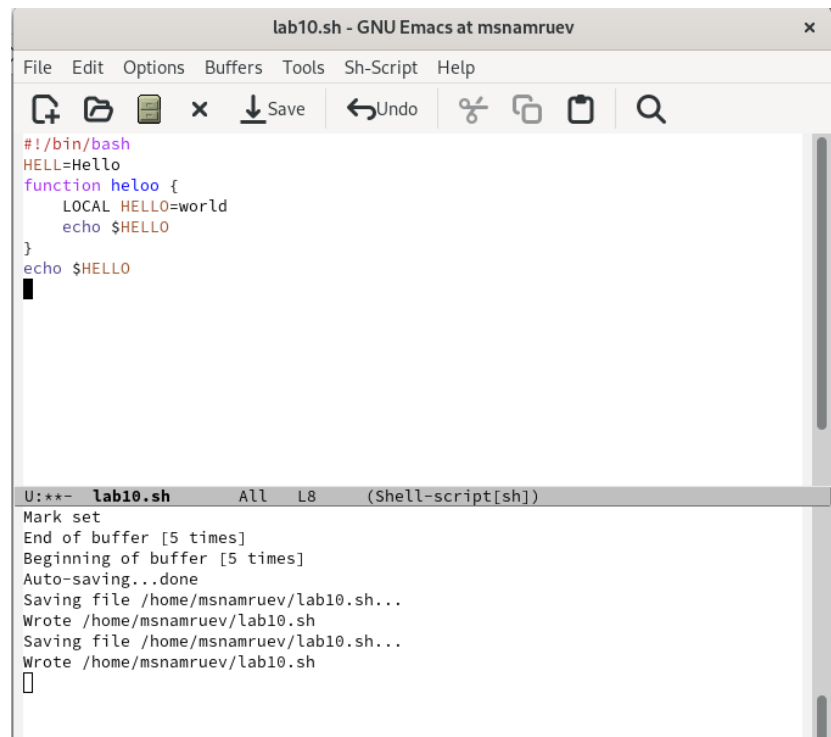 lab10.sh - GNU Emacs at msnamruev ×
File Edit Options Buffers Tools Sh-Script Help
Save Undo
#!/bin/bash
HELL=Hello
function heloo {
    LOCAL HELLO=world
    echo $HELLO
}
echo $HELLO
U:**-  lab10.sh       All   L8     (Shell-script[sh])
Mark set
End of buffer [5 times]
Beginning of buffer [5 times]
Auto-saving...done
Saving file /home/msnamruev/lab10.sh...
Wrote /home/msnamruev/lab10.sh
Saving file /home/msnamruev/lab10.sh...
Wrote /home/msnamruev/lab10.sh